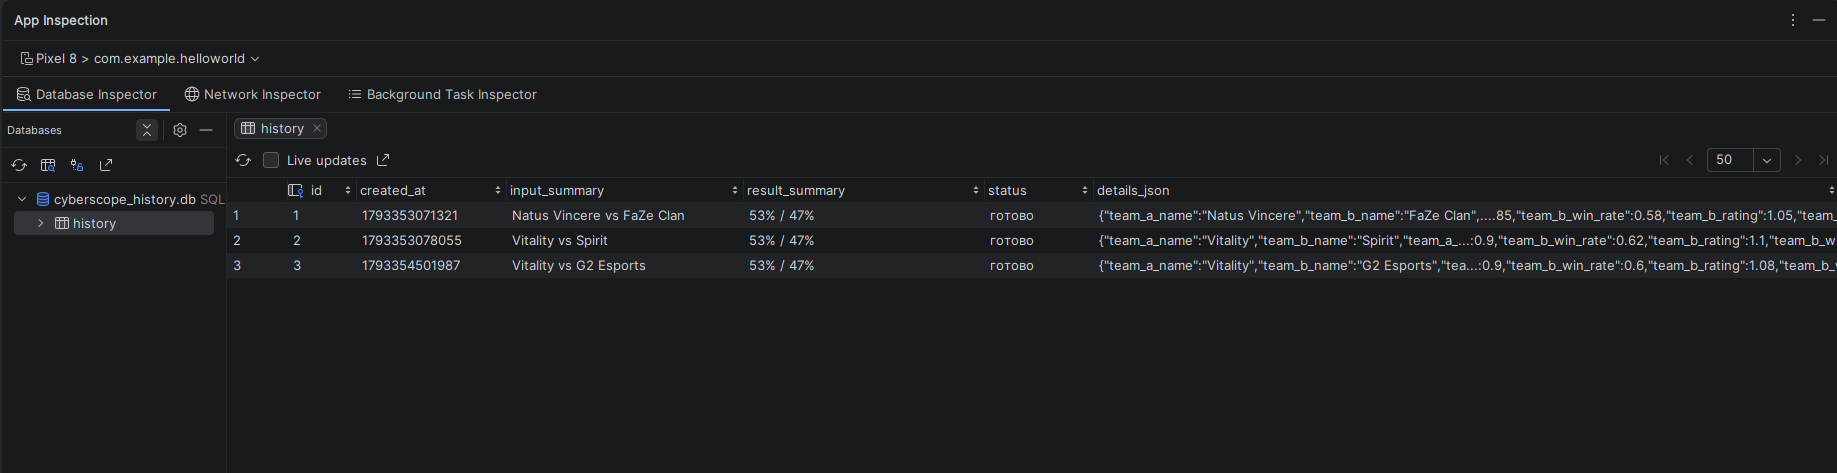 App Inspection
Pixel 8 > com.example.helloworld
Database Inspector Network Inspector Background Task Inspector
Databases
history
Live updates
50
cyberscope_history.db SQL
history
id created_at input_summary result_summary status details_json
1 1 1793353071321 Natus Vincere vs FaZe Clan 53% / 47% готово {"team_a_name":"Natus Vincere","team_b_name":"FaZe Clan",....85,"team_b_win_rate":0.58,"team_b_rating":1.05,"team_
2 2 1793353078055 Vitality vs Spirit 53% / 47% готово {"team_a_name":"Vitality","team_b_name":"Spirit","team_a_...:0.9,"team_b_win_rate":0.62,"team_b_rating":1.1,"team_b_w
3 3 1793354501987 Vitality vs G2 Esports 53% / 47% готово {"team_a_name":"Vitality","team_b_name":"G2 Esports","tea...:0.9,"team_b_win_rate":0.6,"team_b_rating":1.08,"team_b_w